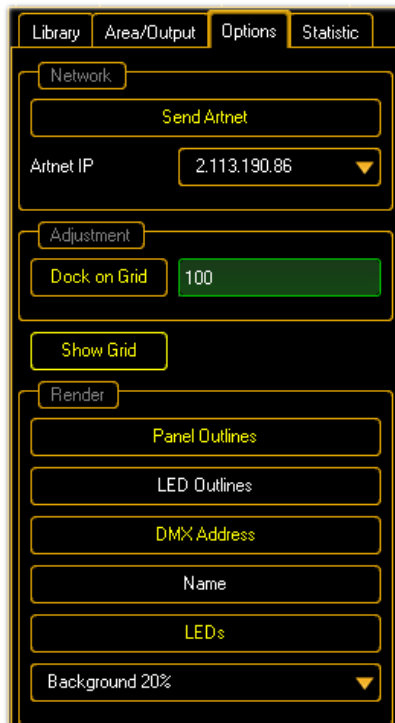 Library Area/Output Options Statistic
Network
Send Artnet
Artnet IP 2.113.190.86
Adjustment
Dock on Grid 100
Show Grid
Render
Panel Outlines
LED Outlines
DMX Address
Name
LEDs
Background 20%